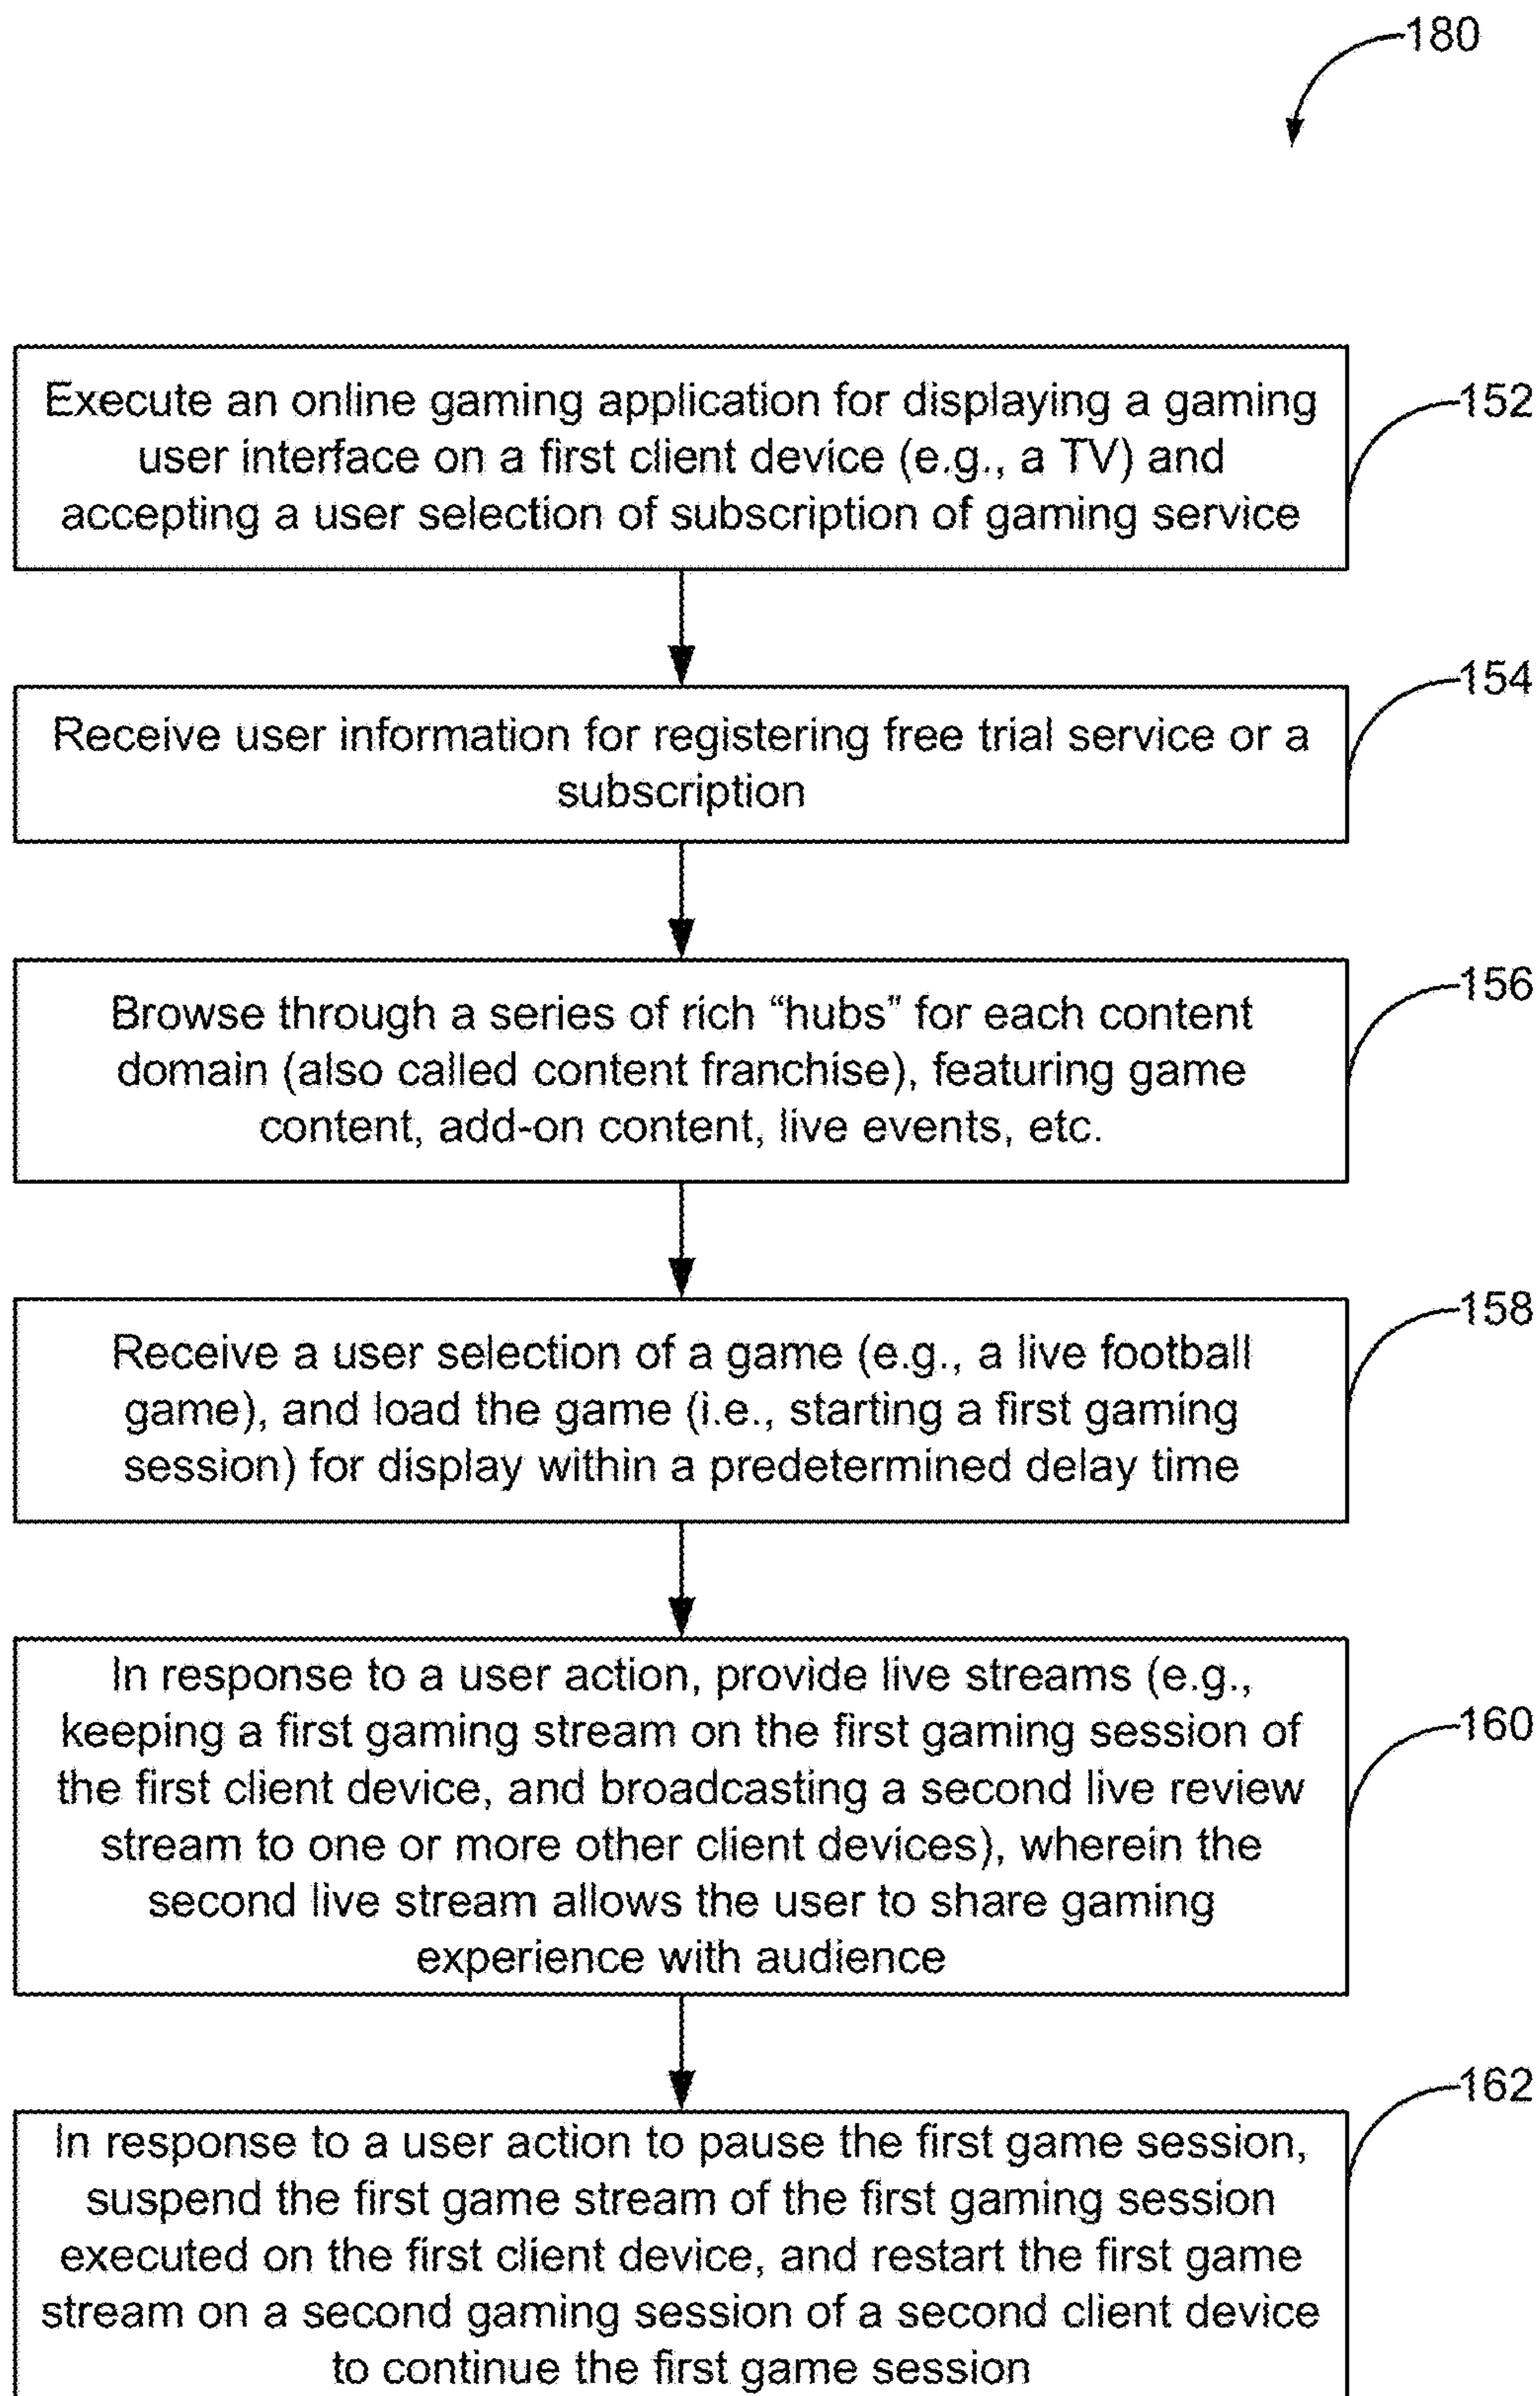 180
Execute an online gaming application for displaying a gaming
user interface on a first client device (e.g., a TV) and
accepting a user selection of subscription of gaming service
152
Receive user information for registering free trial service or a
subscription
154
Browse through a series of rich “hubs” for each content
domain (also called content franchise), featuring game
content, add-on content, live events, etc.
156
Receive a user selection of a game (e.g., a live football
game), and load the game (i.e., starting a first gaming
session) for display within a predetermined delay time
158
In response to a user action, provide live streams (e.g.,
keeping a first gaming stream on the first gaming session of
the first client device, and broadcasting a second live review
stream to one or more other client devices), wherein the
second live stream allows the user to share gaming
experience with audience
160
In response to a user action to pause the first game session,
suspend the first game stream of the first gaming session
executed on the first client device, and restart the first game
stream on a second gaming session of a second client device
to continue the first game session
162